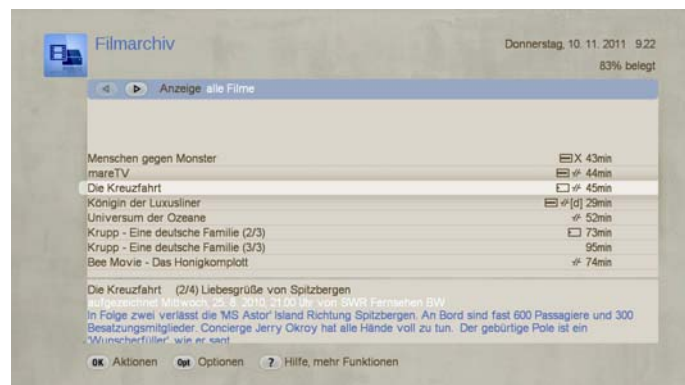 Filmarchiv
Donnerstag, 10. 11. 2011 9.22
83% belegt
Anzeige alle Filme
Menschen gegen Monster X 43min
mareTV 44min
Die Kreuzfahrt 45min
Königin der Luxusliner [d] 29min
Universum der Ozeane 52min
Krupp - Eine deutsche Familie (2/3) 73min
Krupp - Eine deutsche Familie (3/3) 95min
Bee Movie - Das Honigkomplott 74min
Die Kreuzfahrt (2/4) Liebesgrüße von Spitzbergen
aufgezeichnet Mittwoch, 25. 8. 2010, 21.00 Uhr von SWR Fernsehen BW
In Folge zwei verlässt die 'MS Astor' Island Richtung Spitzbergen. An Bord sind fast 600 Passagiere und 300
Besatzungsmitglieder. Concierge Jerry Okroy hat alle Hände voll zu tun. Der gebürtige Pole ist ein
'Wunscherfüller', wie er sagt
OK Aktionen Opt Optionen ? Hilfe, mehr Funktionen